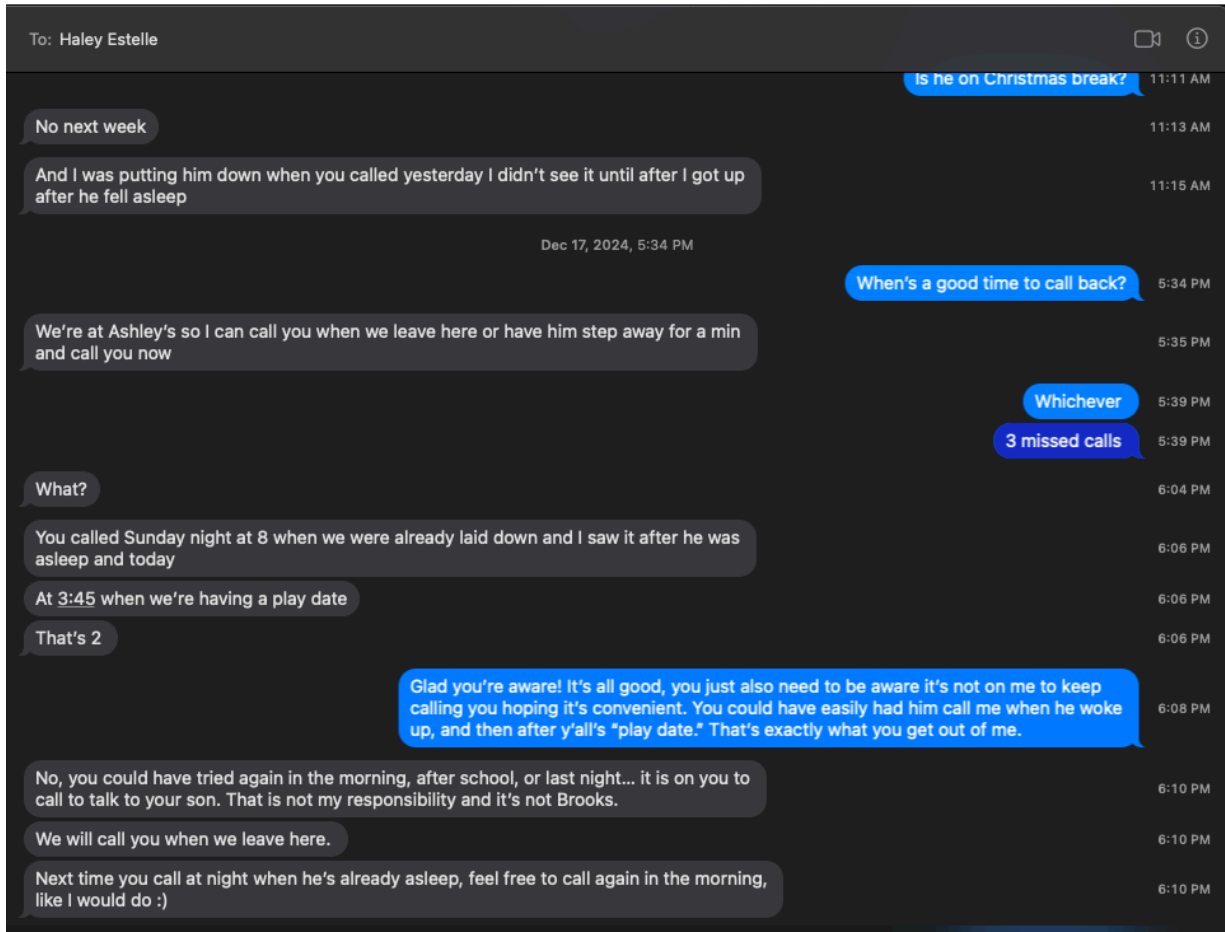 To: Haley Estelle
Is he on Christmas break?
11:11 AM
No next week
11:13 AM
And I was putting him down when you called yesterday I didn't see it until after I got up
after he fell asleep
11:15 AM
Dec 17, 2024, 5:34 PM
When's a good time to call back?
5:34 PM
We're at Ashley's so I can call you when we leave here or have him step away for a min
and call you now
5:35 PM
Whichever
5:39 PM
3 missed calls
5:39 PM
What?
6:04 PM
You called Sunday night at 8 when we were already laid down and I saw it after he was
asleep and today
6:06 PM
At 3:45 when we're having a play date
6:06 PM
That's 2
6:06 PM
Glad you're aware! It's all good, you just also need to be aware it's not on me to keep
calling you hoping it's convenient. You could have easily had him call me when he woke
up, and then after y'all's “play date.” That's exactly what you get out of me.
6:08 PM
No, you could have tried again in the morning, after school, or last night... it is on you to
call to talk to your son. That is not my responsibility and it's not Brooks.
6:10 PM
We will call you when we leave here.
6:10 PM
Next time you call at night when he's already asleep, feel free to call again in the morning,
like I would do :)
6:10 PM